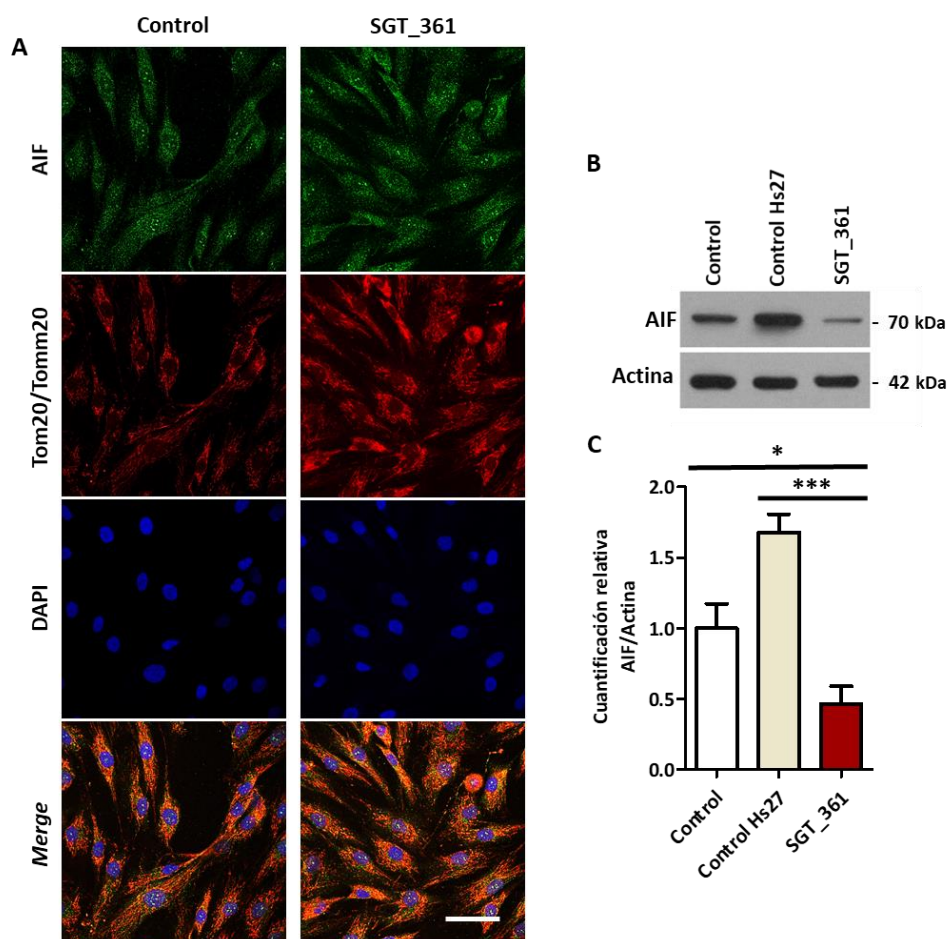 Control
SGT_361
A
AIF
Tom20/Tomm20
DAPI
Merge
B
Control
Control Hs27
SGT_361
AIF
- 70 kDa
Actina
- 42 kDa
C
*
***
Cuantificación relativa
AIF/Actina
2.0
1.5
1.0
0.5
0.0
Control
Control Hs27
SGT_361